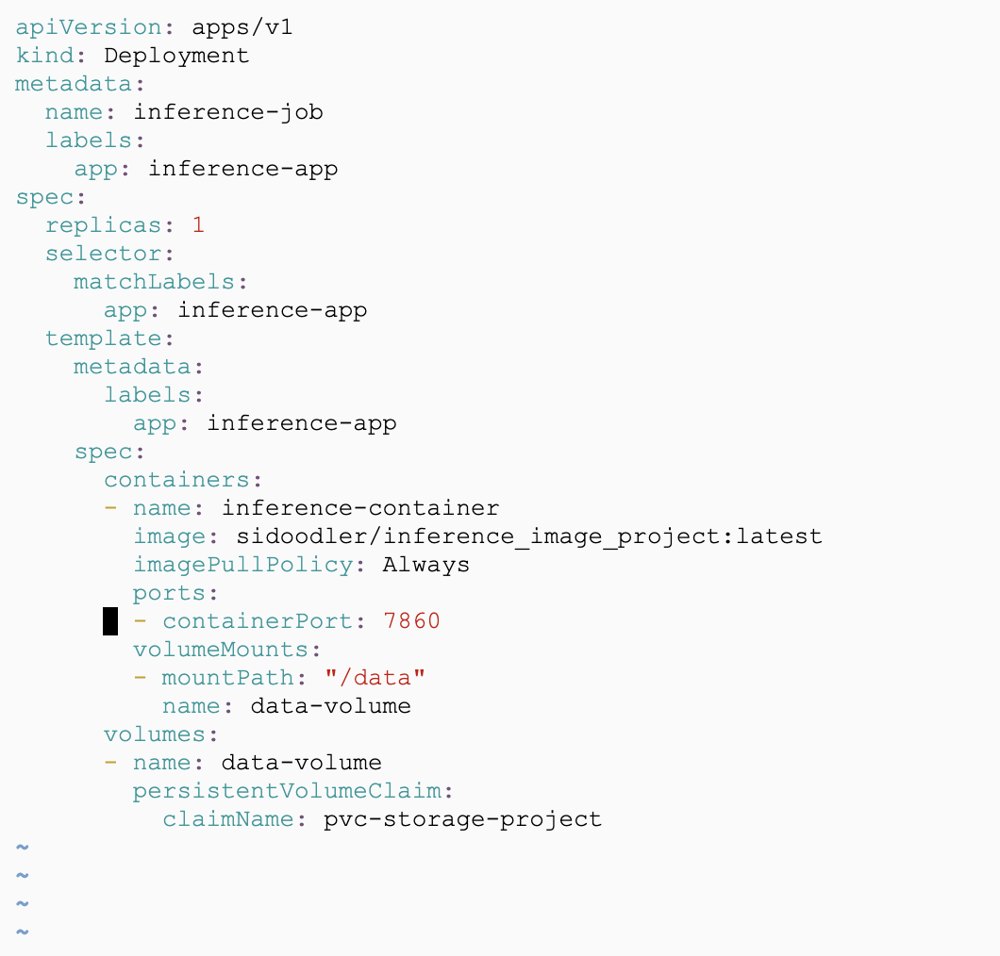 apiVersion: apps/v1
kind: Deployment
metadata:
  name: inference-job
  labels:
    app: inference-app
spec:
  replicas: 1
  selector:
    matchLabels:
      app: inference-app
  template:
    metadata:
      labels:
        app: inference-app
    spec:
      containers:
      - name: inference-container
        image: sidoodler/inference_image_project:latest
        imagePullPolicy: Always
        ports:
        - containerPort: 7860
        volumeMounts:
        - mountPath: "/data"
          name: data-volume
      volumes:
      - name: data-volume
        persistentVolumeClaim:
          claimName: pvc-storage-project
~
~
~
~